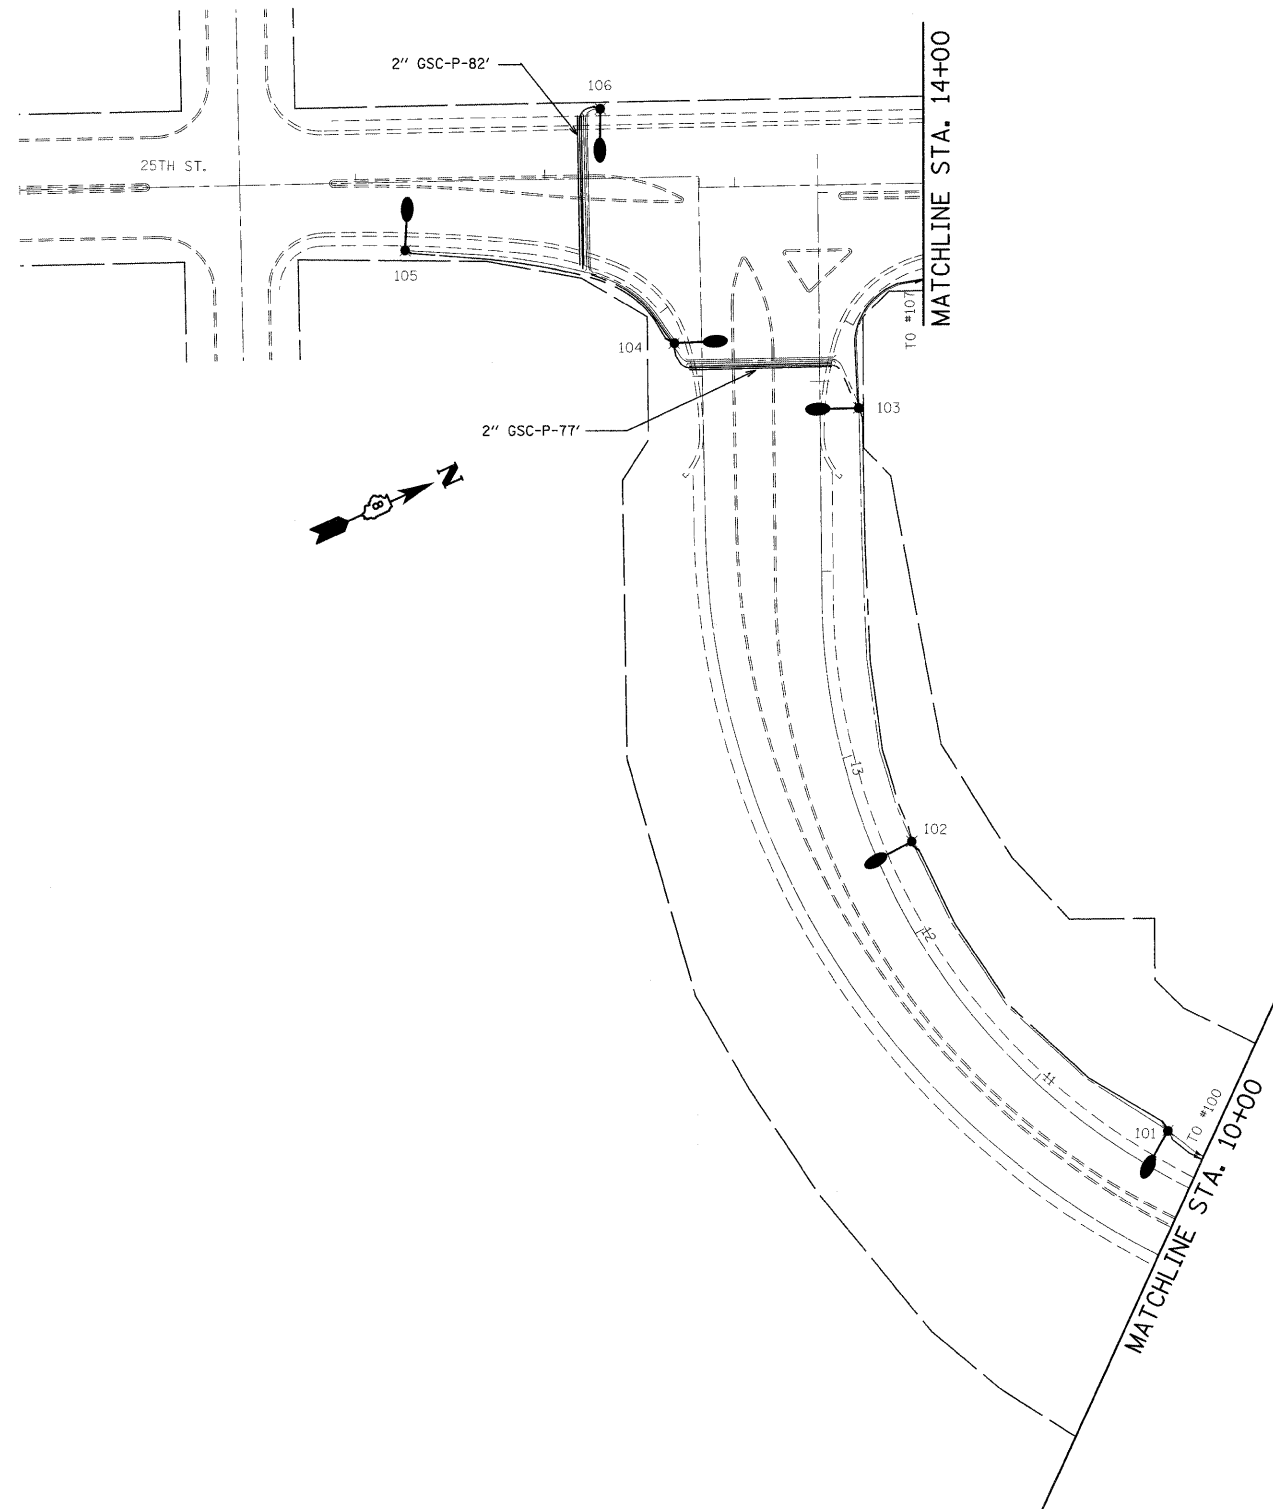 2" GSC-P-82'
106
MATCHLINE STA. 14+00
25TH ST.
105
TO #107
104
103
2" GSC-P-77'
N
8
13
102
12
11
TO #100
101
MATCHLINE STA. 10+00